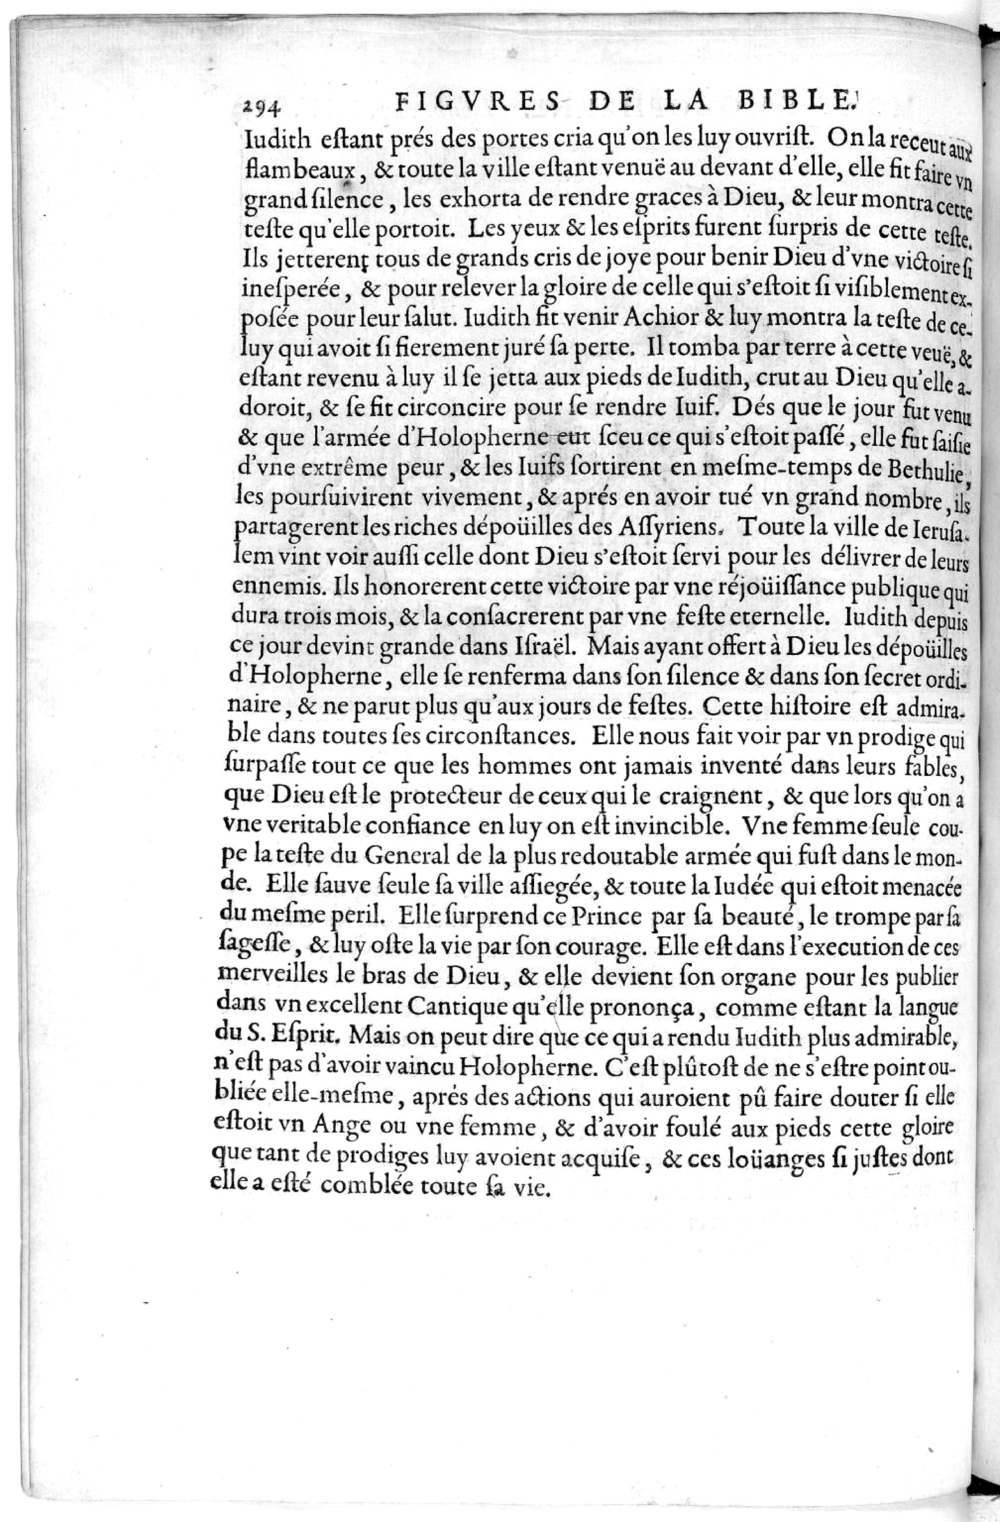 294 FIGVRES DE LA BIBLE.
Iudith eſtant prés des portes cria qu'on les luy ouvriſt. On la receut aux
flambeaux, & toute la ville eſtant venuë au devant d'elle, elle fit faire vn
grand ſilence, les exhorta de rendre graces à Dieu, & leur montra cette
teſte qu'elle portoit. Les yeux & les eſprits furent ſurpris de cette teſte.
Ils jetterent tous de grands cris de joye pour benir Dieu d'vne victoire ſi
ineſperée, & pour relever la gloire de celle qui s'eſtoit ſi viſiblement ex-
poſée pour leur ſalut. Iudith fit venir Achior & luy montra la teſte de ce-
luy qui avoit ſi fierement juré ſa perte. Il tomba par terre à cette veuë, &
eſtant revenu à luy il ſe jetta aux pieds de Iudith, crut au Dieu qu'elle a-
doroit, & ſe fit circoncire pour ſe rendre Iuif. Dés que le jour fut venu
& que l'armée d'Holopherne eut ſceu ce qui s'eſtoit paſſé, elle fut ſaiſie
d'vne extrême peur, & les Iuifs ſortirent en meſme-temps de Bethulie,
les pourſuivirent vivement, & aprés en avoir tué vn grand nombre, ils
partagerent les riches dépoüilles des Aſſyriens. Toute la ville de Ieruſa-
lem vint voir auſſi celle dont Dieu s'eſtoit ſervi pour les délivrer de leurs
ennemis. Ils honorerent cette victoire par vne réjoüiſſance publique qui
dura trois mois, & la conſacrerent par vne feſte eternelle. Iudith depuis
ce jour devint grande dans Iſraël. Mais ayant offert à Dieu les dépoüilles
d'Holopherne, elle ſe renferma dans ſon ſilence & dans ſon ſecret ordi-
naire, & ne parut plus qu'aux jours de feſtes. Cette hiſtoire eſt admira-
ble dans toutes ſes circonſtances. Elle nous fait voir par vn prodige qui
ſurpaſſe tout ce que les hommes ont jamais inventé dans leurs fables,
que Dieu eſt le protecteur de ceux qui le craignent, & que lors qu'on a
vne veritable confiance en luy on eſt invincible. Vne femme ſeule cou-
pe la teſte du General de la plus redoutable armée qui fuſt dans le mon-
de. Elle ſauve ſeule ſa ville aſſiegée, & toute la Iudée qui eſtoit menacée
du meſme peril. Elle ſurprend ce Prince par ſa beauté, le trompe par ſa
ſageſſe, & luy oſte la vie par ſon courage. Elle eſt dans l'execution de ces
merveilles le bras de Dieu, & elle devient ſon organe pour les publier
dans vn excellent Cantique qu'elle prononça, comme eſtant la langue
du S. Eſprit. Mais on peut dire que ce qui a rendu Iudith plus admirable,
n'eſt pas d'avoir vaincu Holopherne. C'eſt plûtoſt de ne s'eſtre point ou-
bliée elle-meſme, aprés des actions qui auroient pû faire douter ſi elle
eſtoit vn Ange ou vne femme, & d'avoir foulé aux pieds cette gloire
que tant de prodiges luy avoient acquiſe, & ces loüanges ſi juſtes dont
elle a eſté comblée toute ſa vie.